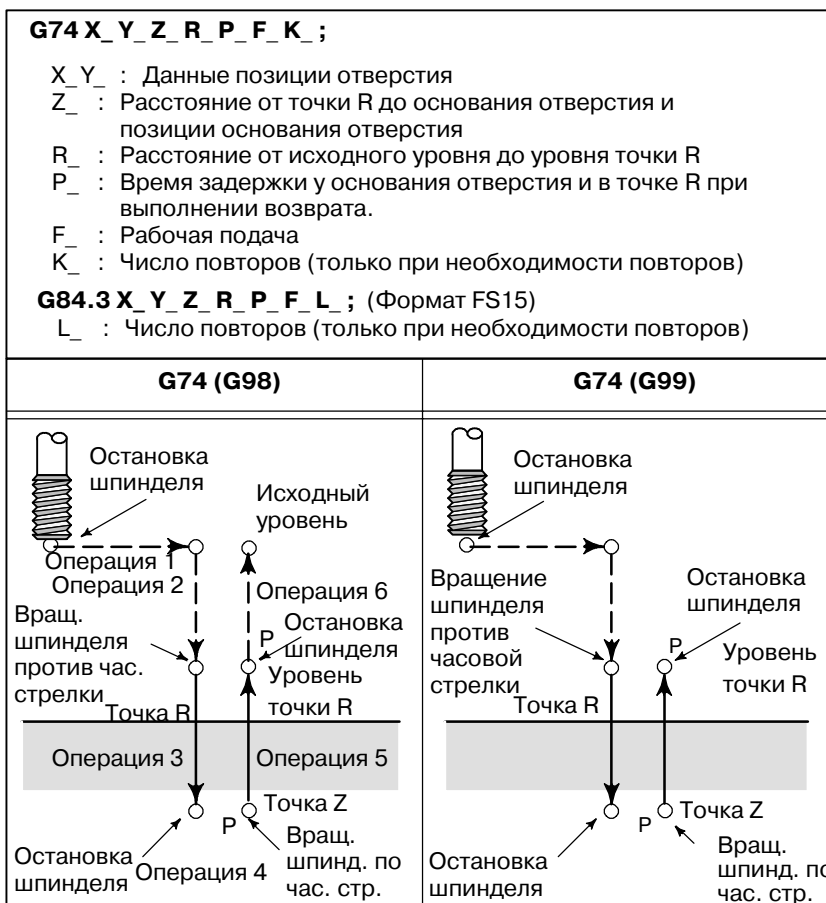 G74 X_ Y_ Z_ R_ P_ F_ K_ ;
X_ Y_ : Данные позиции отверстия
Z_ : Расстояние от точки R до основания отверстия и
позиции основания отверстия
R_ : Расстояние от исходного уровня до уровня точки R
P_ : Время задержки у основания отверстия и в точке R при
выполнении возврата.
F_ : Рабочая подача
K_ : Число повторов (только при необходимости повторов)
G84.3 X_ Y_ Z_ R_ P_ F_ L_ ; (Формат FS15)
L_ : Число повторов (только при необходимости повторов)
G74 (G98)
Остановка
шпинделя
Исходный
уровень
Операция 1
Операция 2
Операция 6
Вращ.
шпинделя
против час.
стрелки
P
Остановка
шпинделя
Уровень
точки R
Точка R
Операция 3
Операция 5
Точка Z
P
Вращ.
шпинд. по
час. стр.
Остановка
шпинделя
Операция 4
G74 (G99)
Остановка
шпинделя
Вращение
шпинделя
против
часовой
стрелки
Остановка
шпинделя
P
Уровень
точки R
Точка R
Точка Z
P
Вращ.
шпинд. по
час. стр.
Остановка
шпинделя